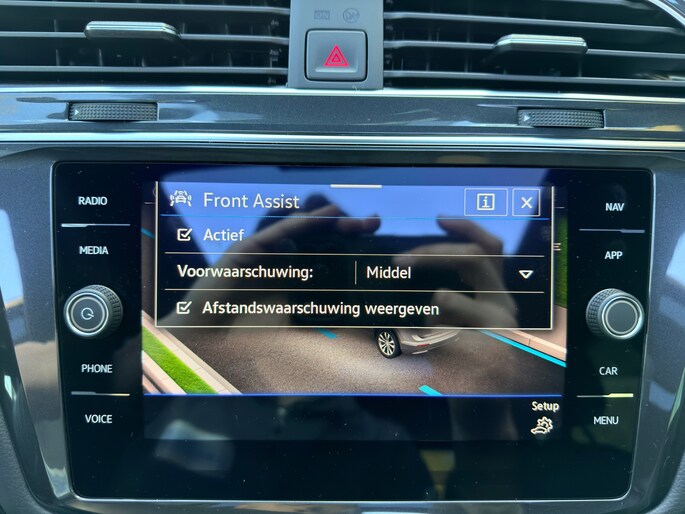 RADIO
MEDIA
PHONE
VOICE
Front Assist
i
X
Actief
Voorwaarschuwing: Middel
Afstandswaarschuwing weergeven
Setup
NAV
APP
CAR
MENU